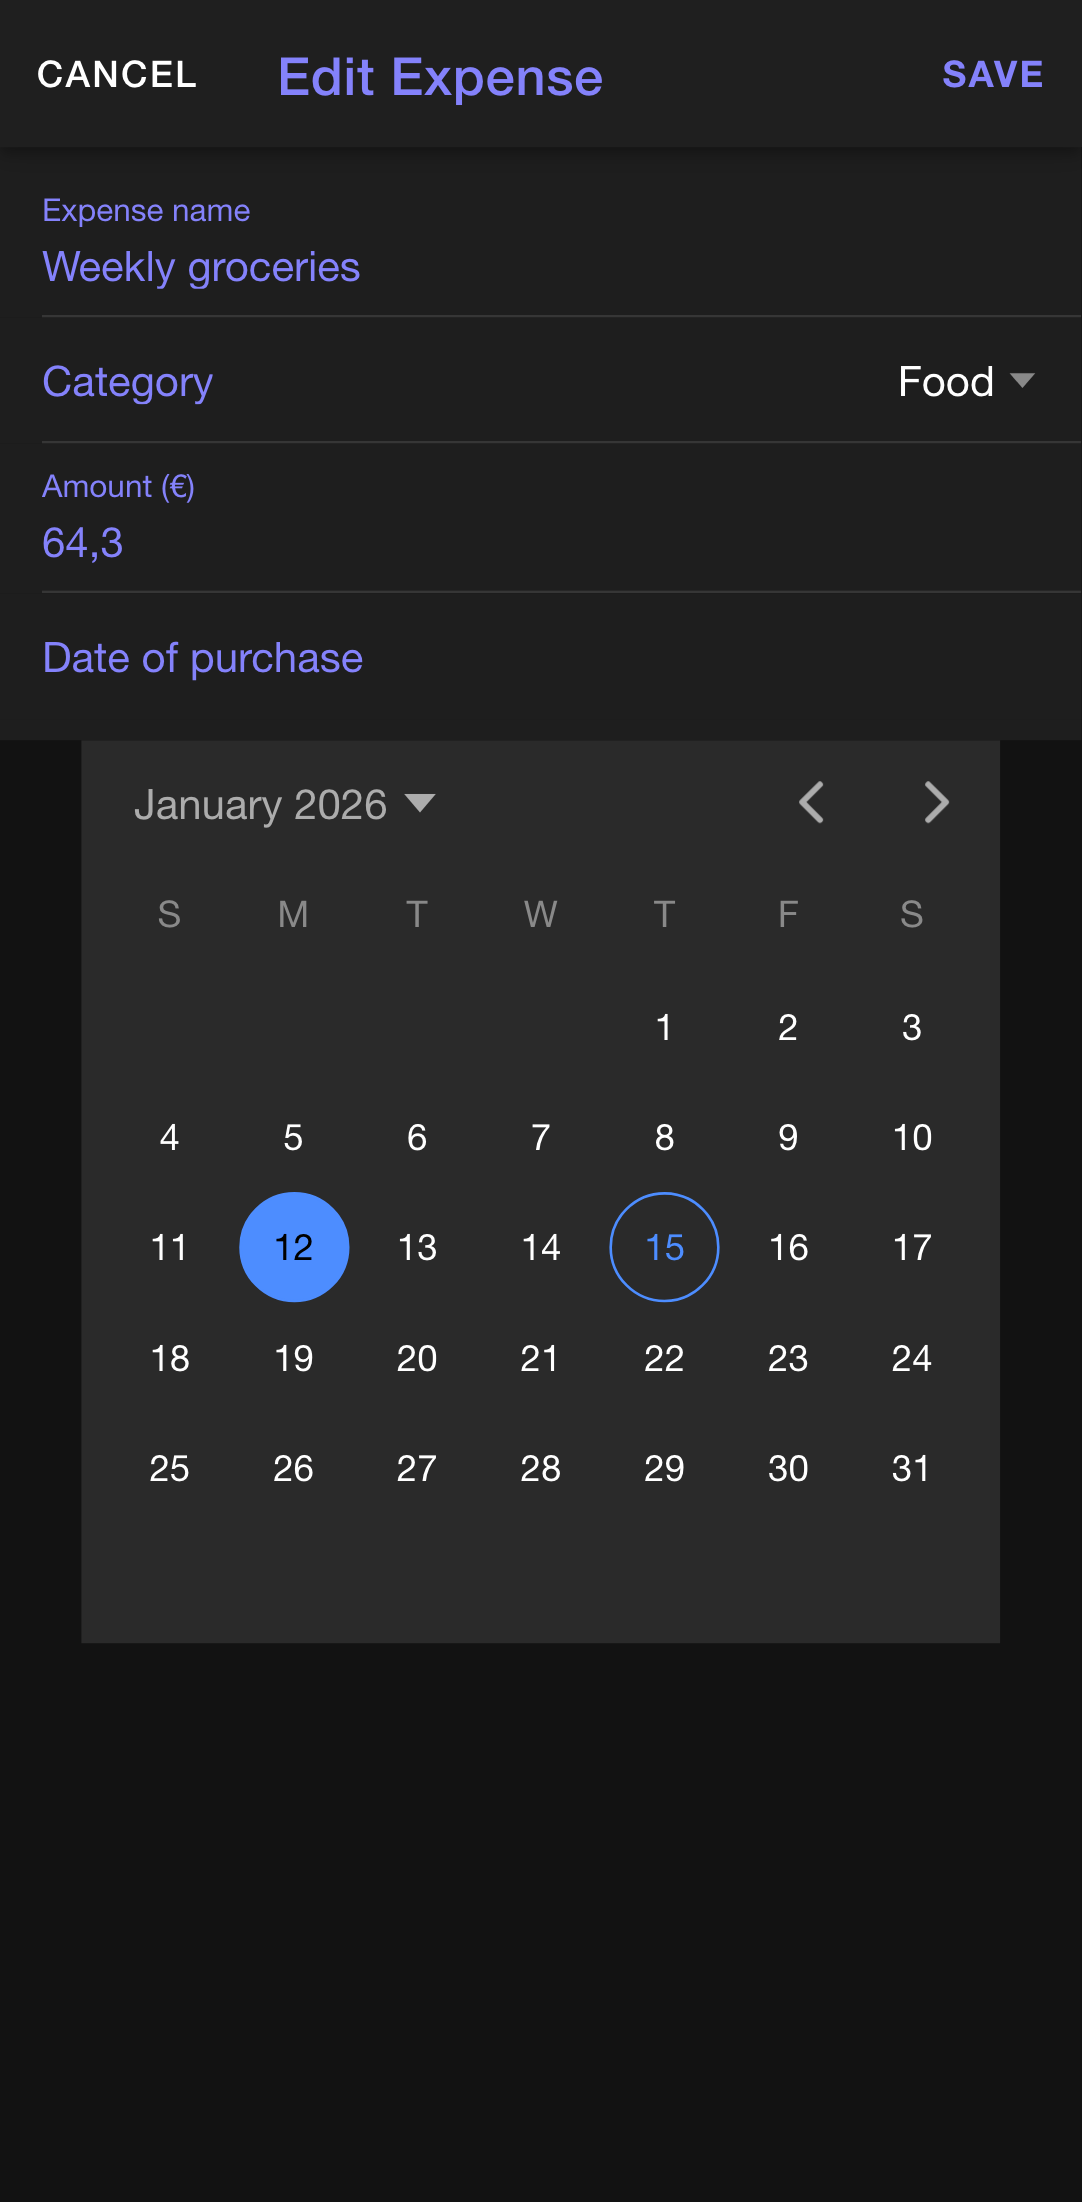 CANCEL Edit Expense SAVE
Expense name
Weekly groceries
Category Food
Amount (€)
64,3
Date of purchase
January 2026
S M T W T F S
1 2 3
4 5 6 7 8 9 10
11 12 13 14 15 16 17
18 19 20 21 22 23 24
25 26 27 28 29 30 31